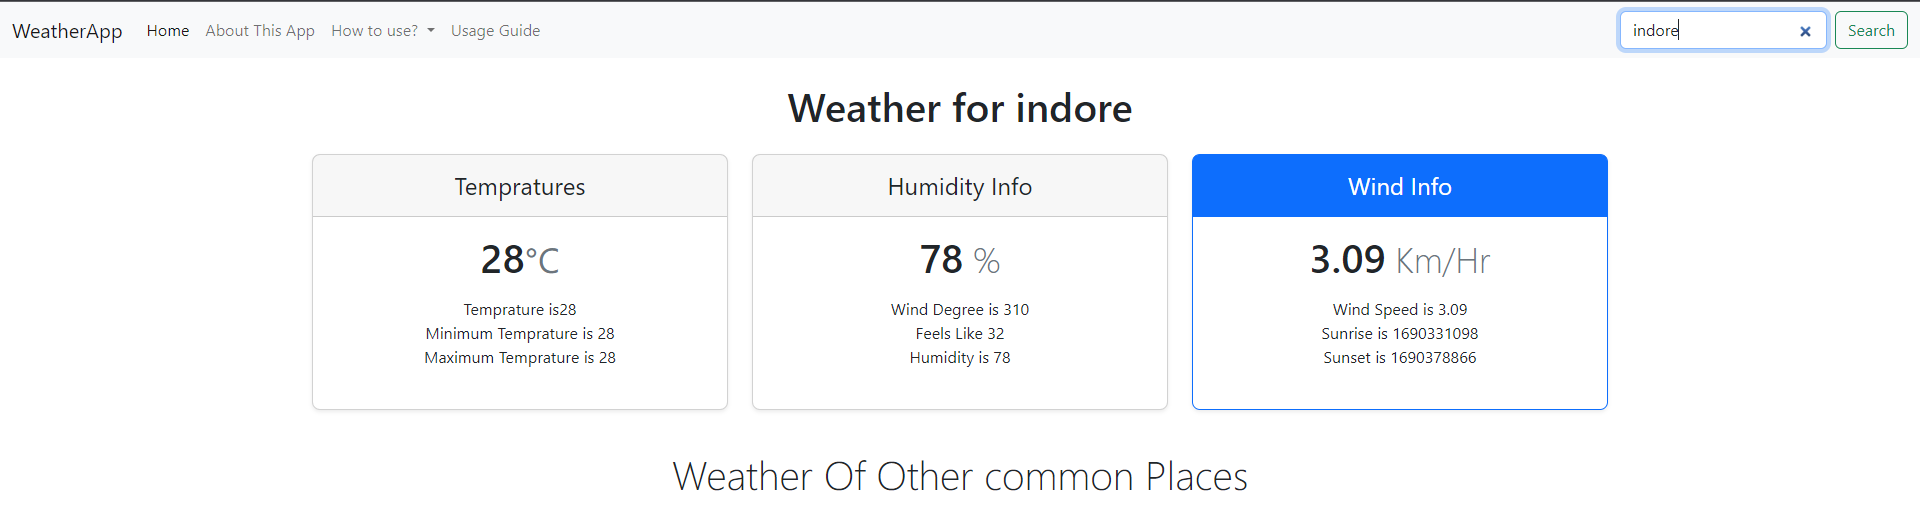 WeatherApp Home About This App How to use? Usage Guide indore Search
Weather for indore
Tempratures
28°C
Temprature is28
Minimum Temprature is 28
Maximum Temprature is 28
Humidity Info
78 %
Wind Degree is 310
Feels Like 32
Humidity is 78
Wind Info
3.09 Km/Hr
Wind Speed is 3.09
Sunrise is 1690331098
Sunset is 1690378866
Weather Of Other common Places